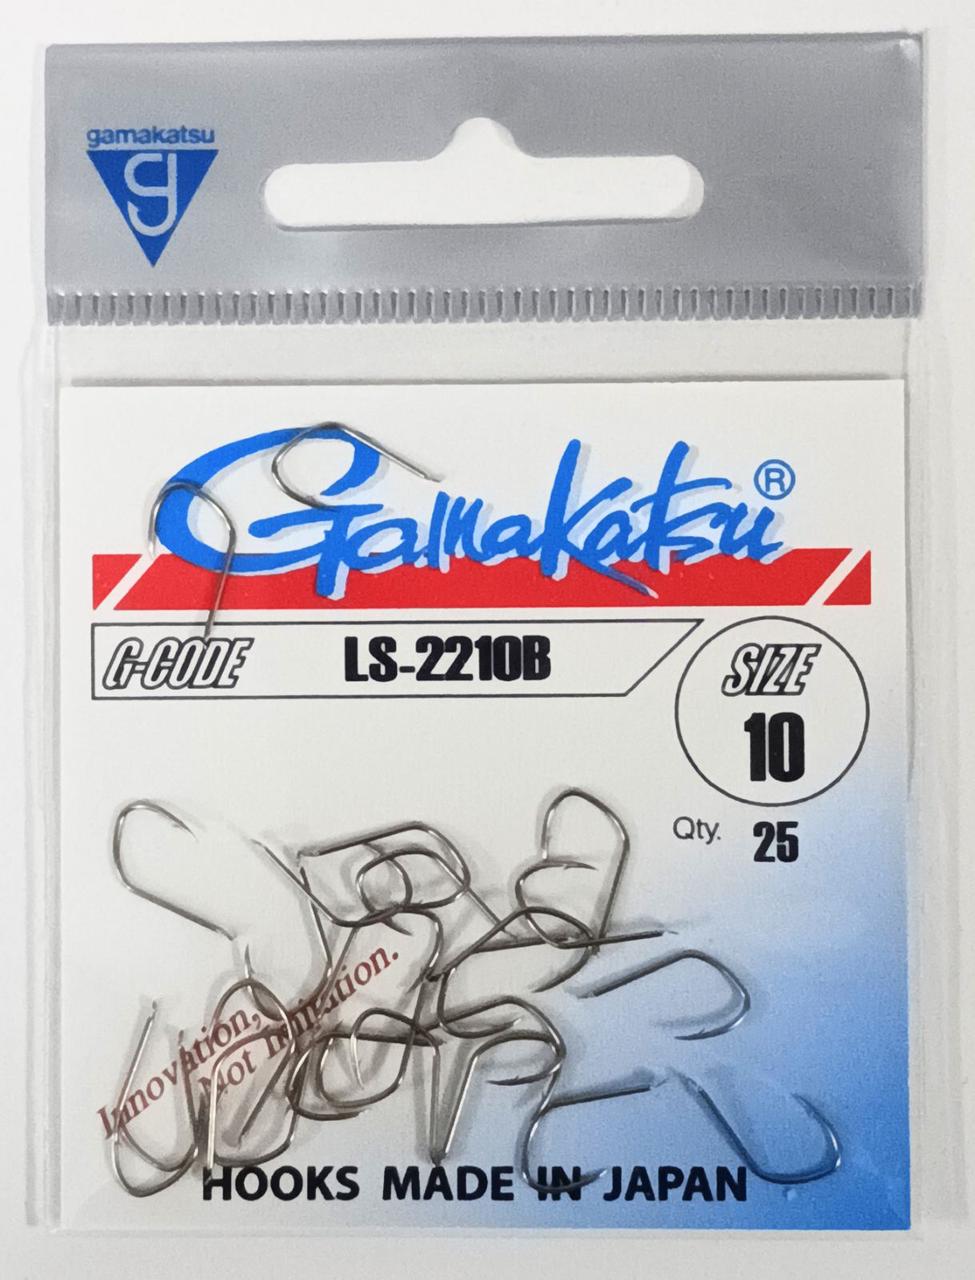 gamakatsu
g
Gamakatsu®
G-CODE LS-2210B
SIZE
10
Qty. 25
Innovation,
Not Imitation.
HOOKS MADE IN JAPAN